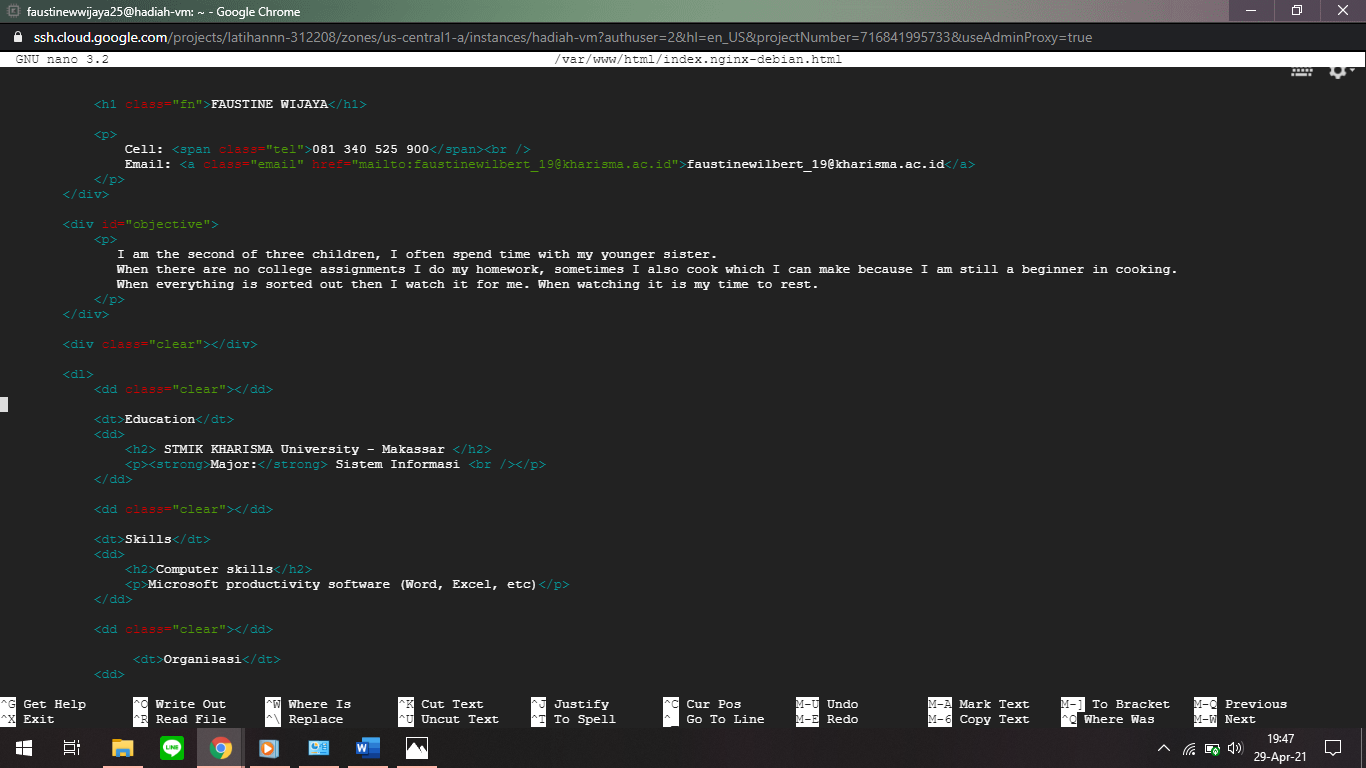 faustinewwijaya25@hadiah-vm: ~ - Google Chrome
ssh.cloud.google.com/projects/latihannn-312208/zones/us-central1-a/instances/hadiah-vm?authuser=2&hl=en_US&projectNumber=716841995733&useAdminProxy=true
GNU nano 3.2 /var/www/html/index.nginx-debian.html
<h1 class="fn">FAUSTINE WIJAYA</h1>
<p>
Cell: <span class="tel">081 340 525 900</span><br />
Email: <a class="email" href="mailto:faustinewilbert_19@kharisma.ac.id">faustinewilbert_19@kharisma.ac.id</a>
</p>
</div>
<div id="objective">
<p>
I am the second of three children, I often spend time with my younger sister.
When there are no college assignments I do my homework, sometimes I also cook which I can make because I am still a beginner in cooking.
When everything is sorted out then I watch it for me. When watching it is my time to rest.
</p>
</div>
<div class="clear"></div>
<dl>
<dd class="clear"></dd>
<dt>Education</dt>
<dd>
<h2> STMIK KHARISMA University - Makassar </h2>
<p><strong>Major:</strong> Sistem Informasi <br /></p>
</dd>
<dd class="clear"></dd>
<dt>Skills</dt>
<dd>
<h2>Computer skills</h2>
<p>Microsoft productivity software (Word, Excel, etc)</p>
</dd>
<dd class="clear"></dd>
<dt>Organisasi</dt>
<dd>
^G Get Help ^O Write Out ^W Where Is ^K Cut Text ^J Justify ^C Cur Pos M-U Undo M-A Mark Text M-] To Bracket M-Q Previous
^X Exit ^R Read File ^\ Replace ^U Uncut Text ^T To Spell ^_ Go To Line M-E Redo M-6 Copy Text ^Q Where Was M-W Next
LINE
19:47
29-Apr-21